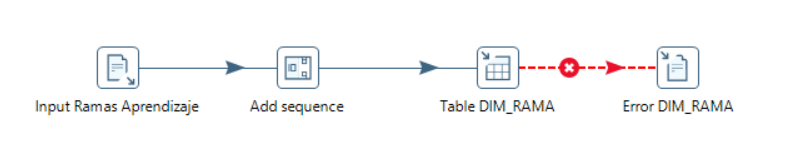 Input Ramas Aprendizaje
Add sequence
Table DIM_RAMA
Error DIM_RAMA